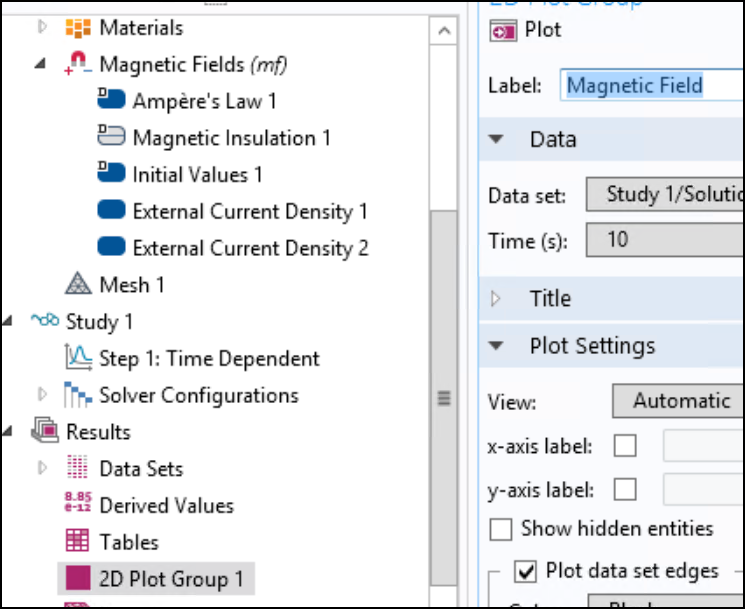 Materials
Magnetic Fields (mf)
Ampère's Law 1
Magnetic Insulation 1
Initial Values 1
External Current Density 1
External Current Density 2
Mesh 1
Study 1
Step 1: Time Dependent
Solver Configurations
Results
Data Sets
8.85
e-12 Derived Values
Tables
2D Plot Group 1
2D Plot Group
Plot
Label: Magnetic Field
Data
Data set: Study 1/Solutio
Time (s): 10
Title
Plot Settings
View: Automatic
x-axis label:
y-axis label:
Show hidden entities
Plot data set edges